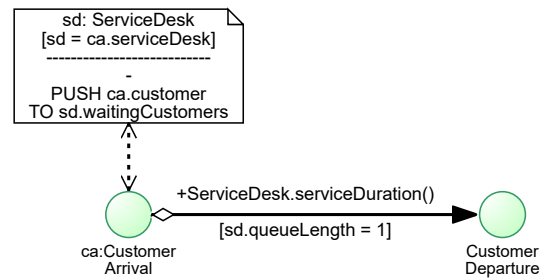 sd: ServiceDesk
[sd = ca.serviceDesk]
---------------------------
-
PUSH ca.customer
TO sd.waitingCustomers
+ServiceDesk.serviceDuration()
[sd.queueLength = 1]
ca:Customer
Arrival
Customer
Departure